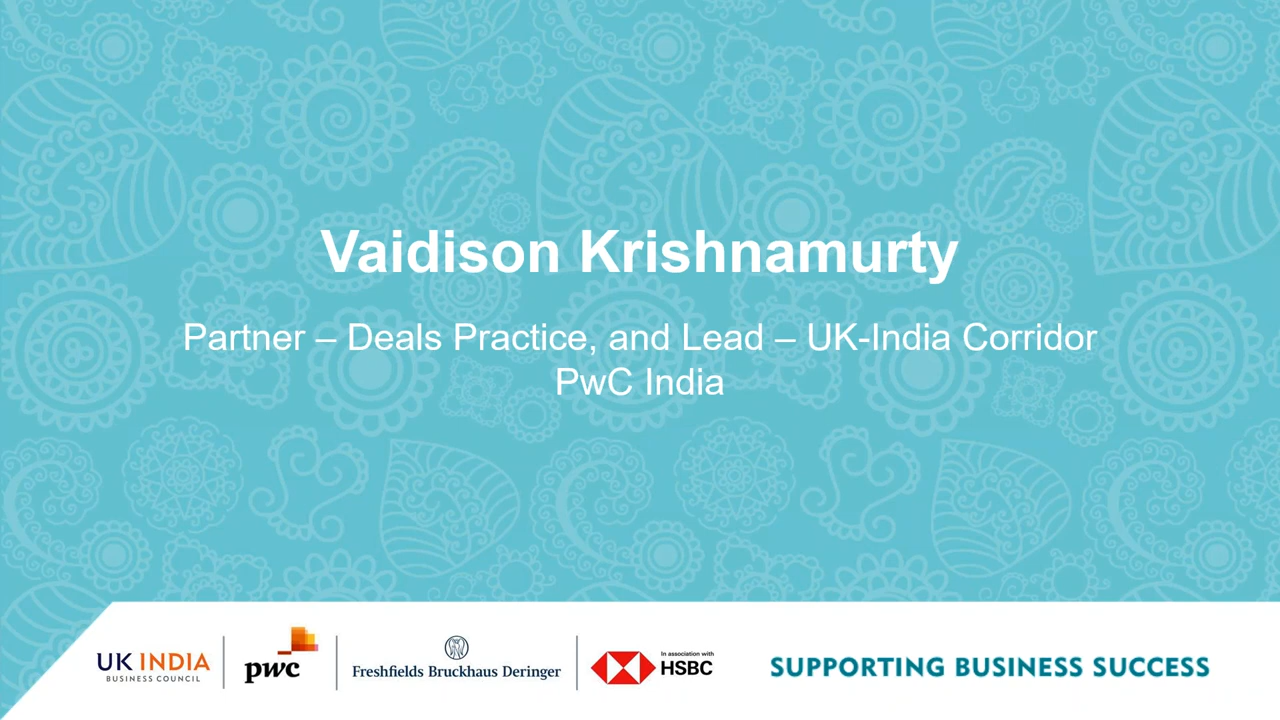 Vaidison Krishnamurty
Partner – Deals Practice, and Lead – UK-India Corridor
PwC India
UK INDIA
BUSINESS COUNCIL
pwc
Freshfields Bruckhaus Deringer
In association with
HSBC
SUPPORTING BUSINESS SUCCESS